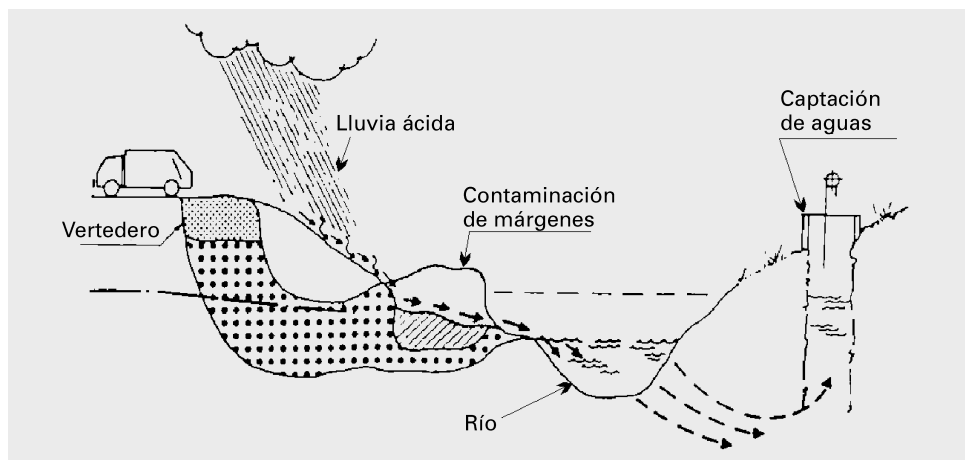 Lluvia ácida
Captación
de aguas
Contaminación
de márgenes
Vertedero
Río